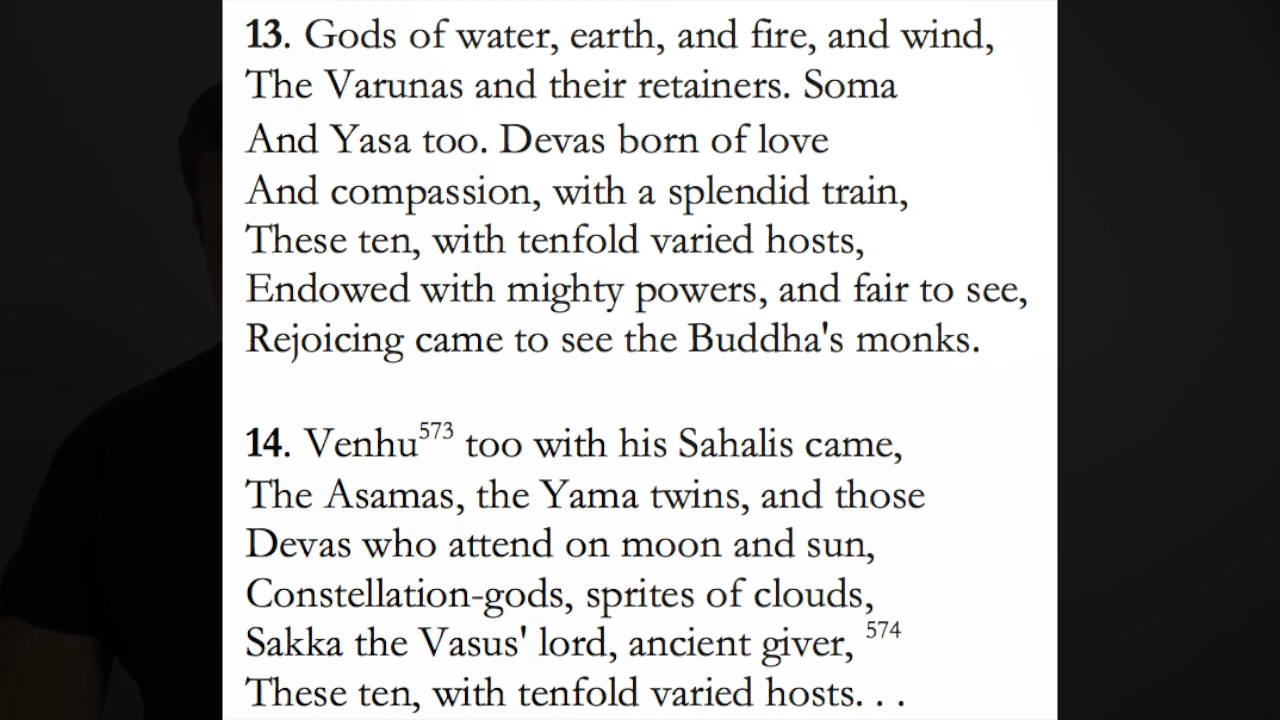 13. Gods of water, earth, and fire, and wind,
The Varunas and their retainers. Soma
And Yasa too. Devas born of love
And compassion, with a splendid train,
These ten, with tenfold varied hosts,
Endowed with mighty powers, and fair to see,
Rejoicing came to see the Buddha's monks.
14. Venhu573 too with his Sahalis came,
The Asamas, the Yama twins, and those
Devas who attend on moon and sun,
Constellation-gods, sprites of clouds,
Sakka the Vasus' lord, ancient giver, 574
These ten, with tenfold varied hosts. . .